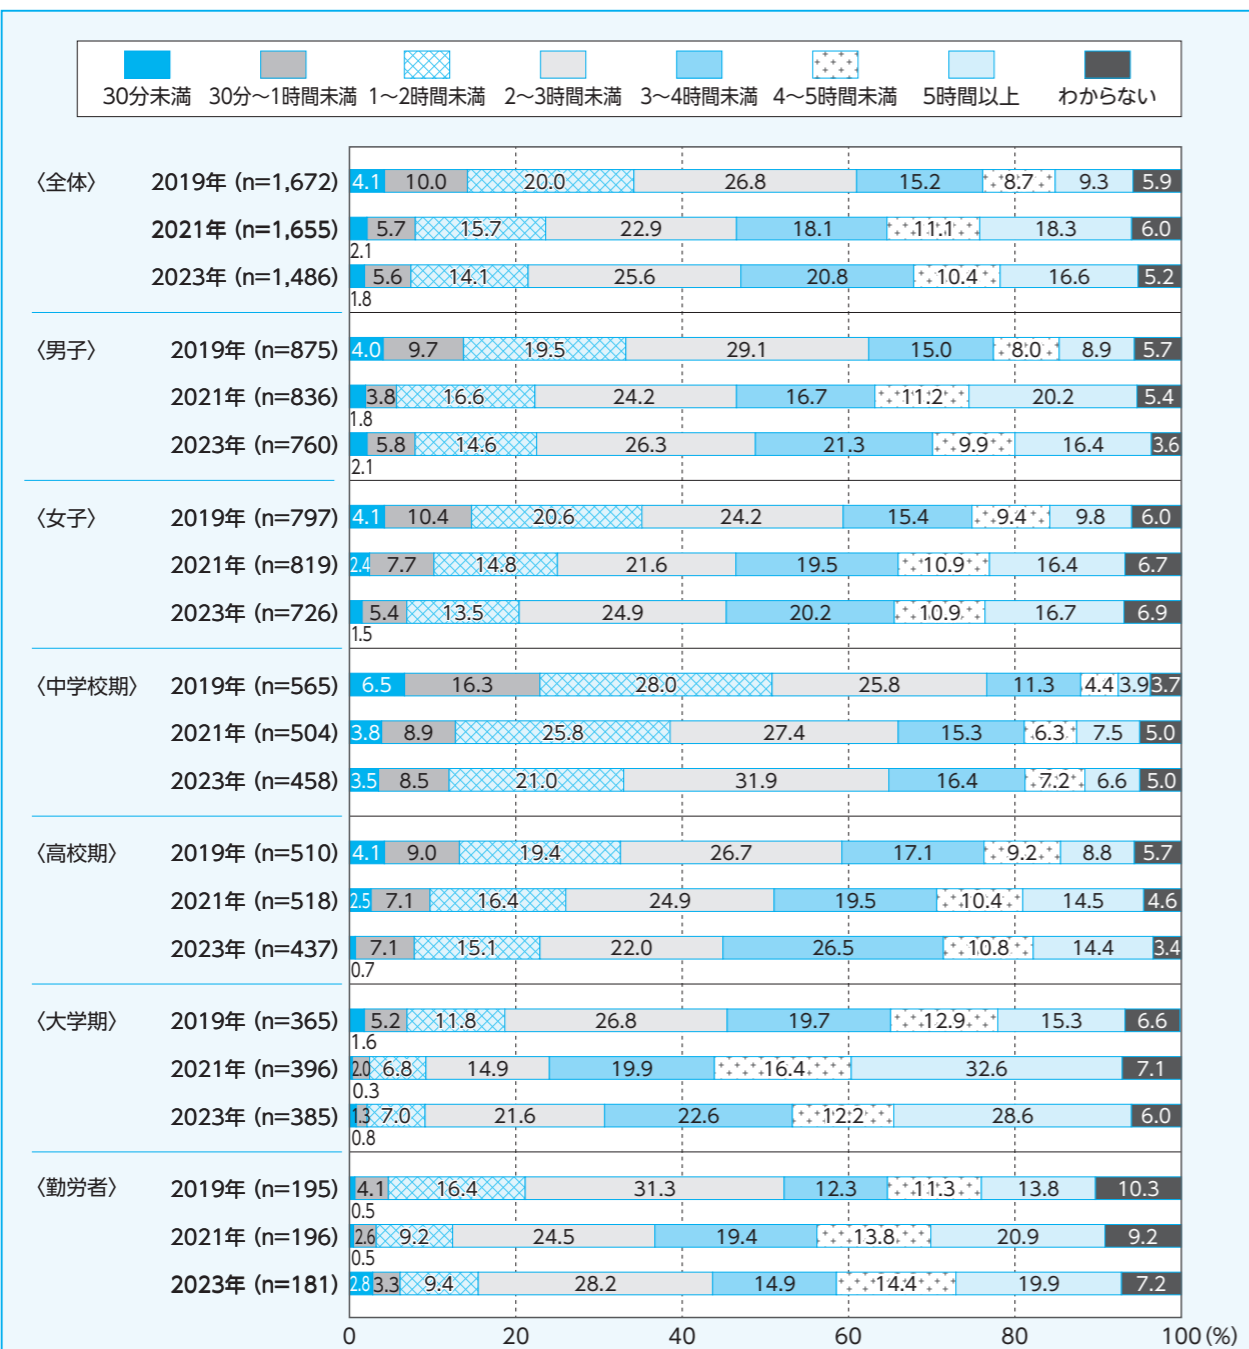 30分未満 30分～1時間未満 1～2時間未満 2～3時間未満 3～4時間未満 4～5時間未満 5時間以上 わからない
〈全体〉 2019年 (n=1,672) 4.1 10.0 20.0 26.8 15.2 8.7 9.3 5.9
2021年 (n=1,655) 5.7 15.7 22.9 18.1 11.1 18.3 6.0
2.1
2023年 (n=1,486) 5.6 14.1 25.6 20.8 10.4 16.6 5.2
1.8
〈男子〉 2019年 (n=875) 4.0 9.7 19.5 29.1 15.0 8.0 8.9 5.7
2021年 (n=836) 3.8 16.6 24.2 16.7 11.2 20.2 5.4
1.8
2023年 (n=760) 5.8 14.6 26.3 21.3 9.9 16.4 3.6
2.1
〈女子〉 2019年 (n=797) 4.1 10.4 20.6 24.2 15.4 9.4 9.8 6.0
2021年 (n=819) 2.4 7.7 14.8 21.6 19.5 10.9 16.4 6.7
2023年 (n=726) 5.4 13.5 24.9 20.2 10.9 16.7 6.9
1.5
〈中学校期〉 2019年 (n=565) 6.5 16.3 28.0 25.8 11.3 4.4 3.9 3.7
2021年 (n=504) 3.8 8.9 25.8 27.4 15.3 6.3 7.5 5.0
2023年 (n=458) 3.5 8.5 21.0 31.9 16.4 7.2 6.6 5.0
〈高校期〉 2019年 (n=510) 4.1 9.0 19.4 26.7 17.1 9.2 8.8 5.7
2021年 (n=518) 2.5 7.1 16.4 24.9 19.5 10.4 14.5 4.6
2023年 (n=437) 7.1 15.1 22.0 26.5 10.8 14.4 3.4
0.7
〈大学期〉 2019年 (n=365) 5.2 11.8 26.8 19.7 12.9 15.3 6.6
1.6
2021年 (n=396) 2.0 6.8 14.9 19.9 16.4 32.6 7.1
0.3
2023年 (n=385) 1.3 7.0 21.6 22.6 12.2 28.6 6.0
0.8
〈勤労者〉 2019年 (n=195) 4.1 16.4 31.3 12.3 11.3 13.8 10.3
0.5
2021年 (n=196) 2.6 9.2 24.5 19.4 13.8 20.9 9.2
0.5
2023年 (n=181) 2.8 3.3 9.4 28.2 14.9 14.4 19.9 7.2
0 20 40 60 80 100 (%)